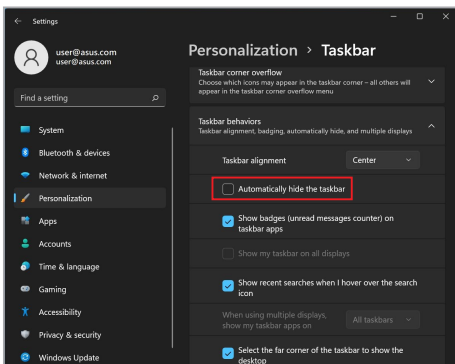 Settings
user@asus.com
user@asus.com
Find a setting
System
Bluetooth & devices
Network & internet
Personalization
Apps
Accounts
Time & language
Gaming
Accessibility
Privacy & security
Windows Update
Personalization > Taskbar
Taskbar corner overflow
Choose which icons may appear in the taskbar corner – all others will
appear in the taskbar corner overflow menu
Taskbar behaviors
Taskbar alignment, badging, automatically hide, and multiple displays
Taskbar alignment
Center
Automatically hide the taskbar
Show badges (unread messages counter) on
taskbar apps
Show my taskbar on all displays
Show recent searches when I hover over the search
icon
When using multiple displays,
show my taskbar apps on
All taskbars
Select the far corner of the taskbar to show the
desktop